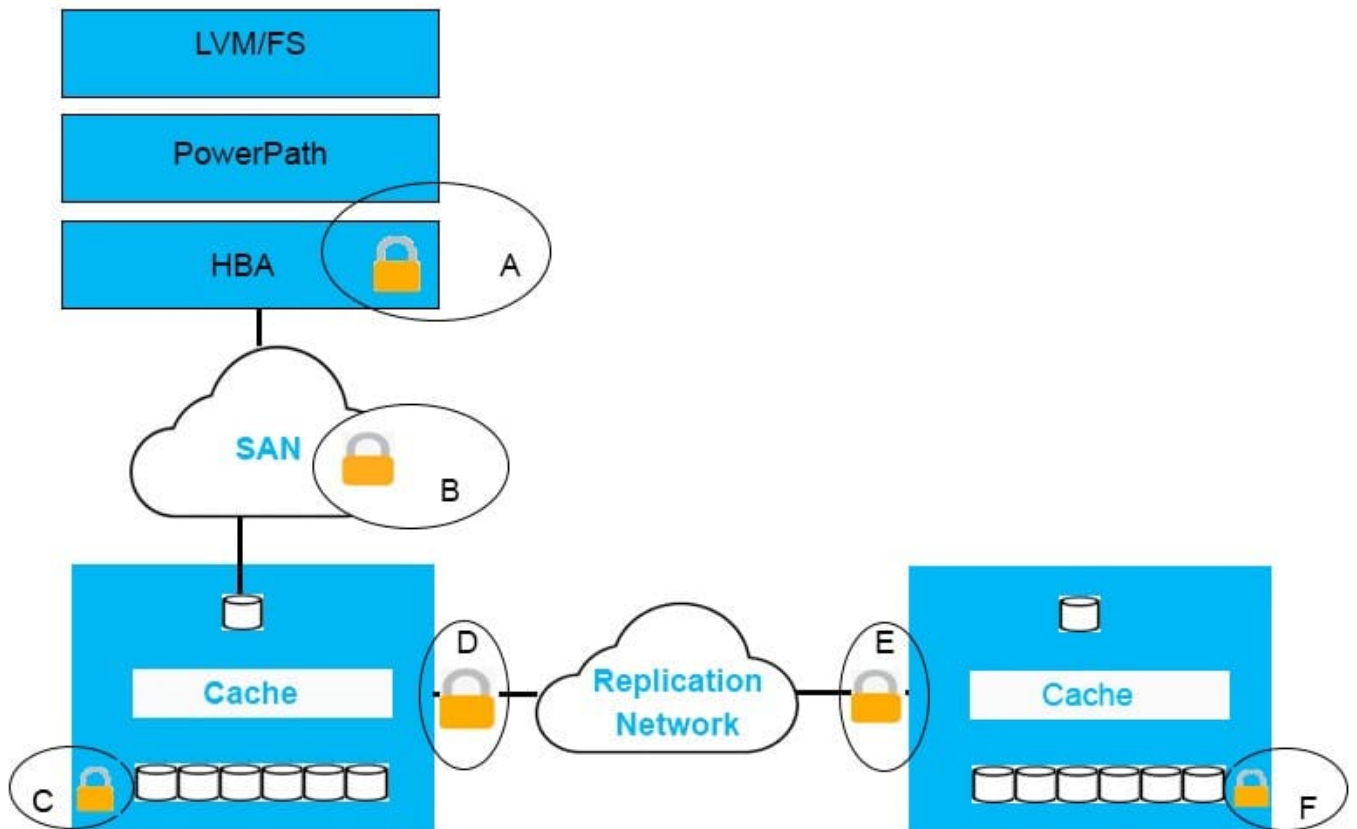 LVM/FS
PowerPath
HBA
A
SAN
B
D
E
Replication
Network
Cache
Cache
C
F